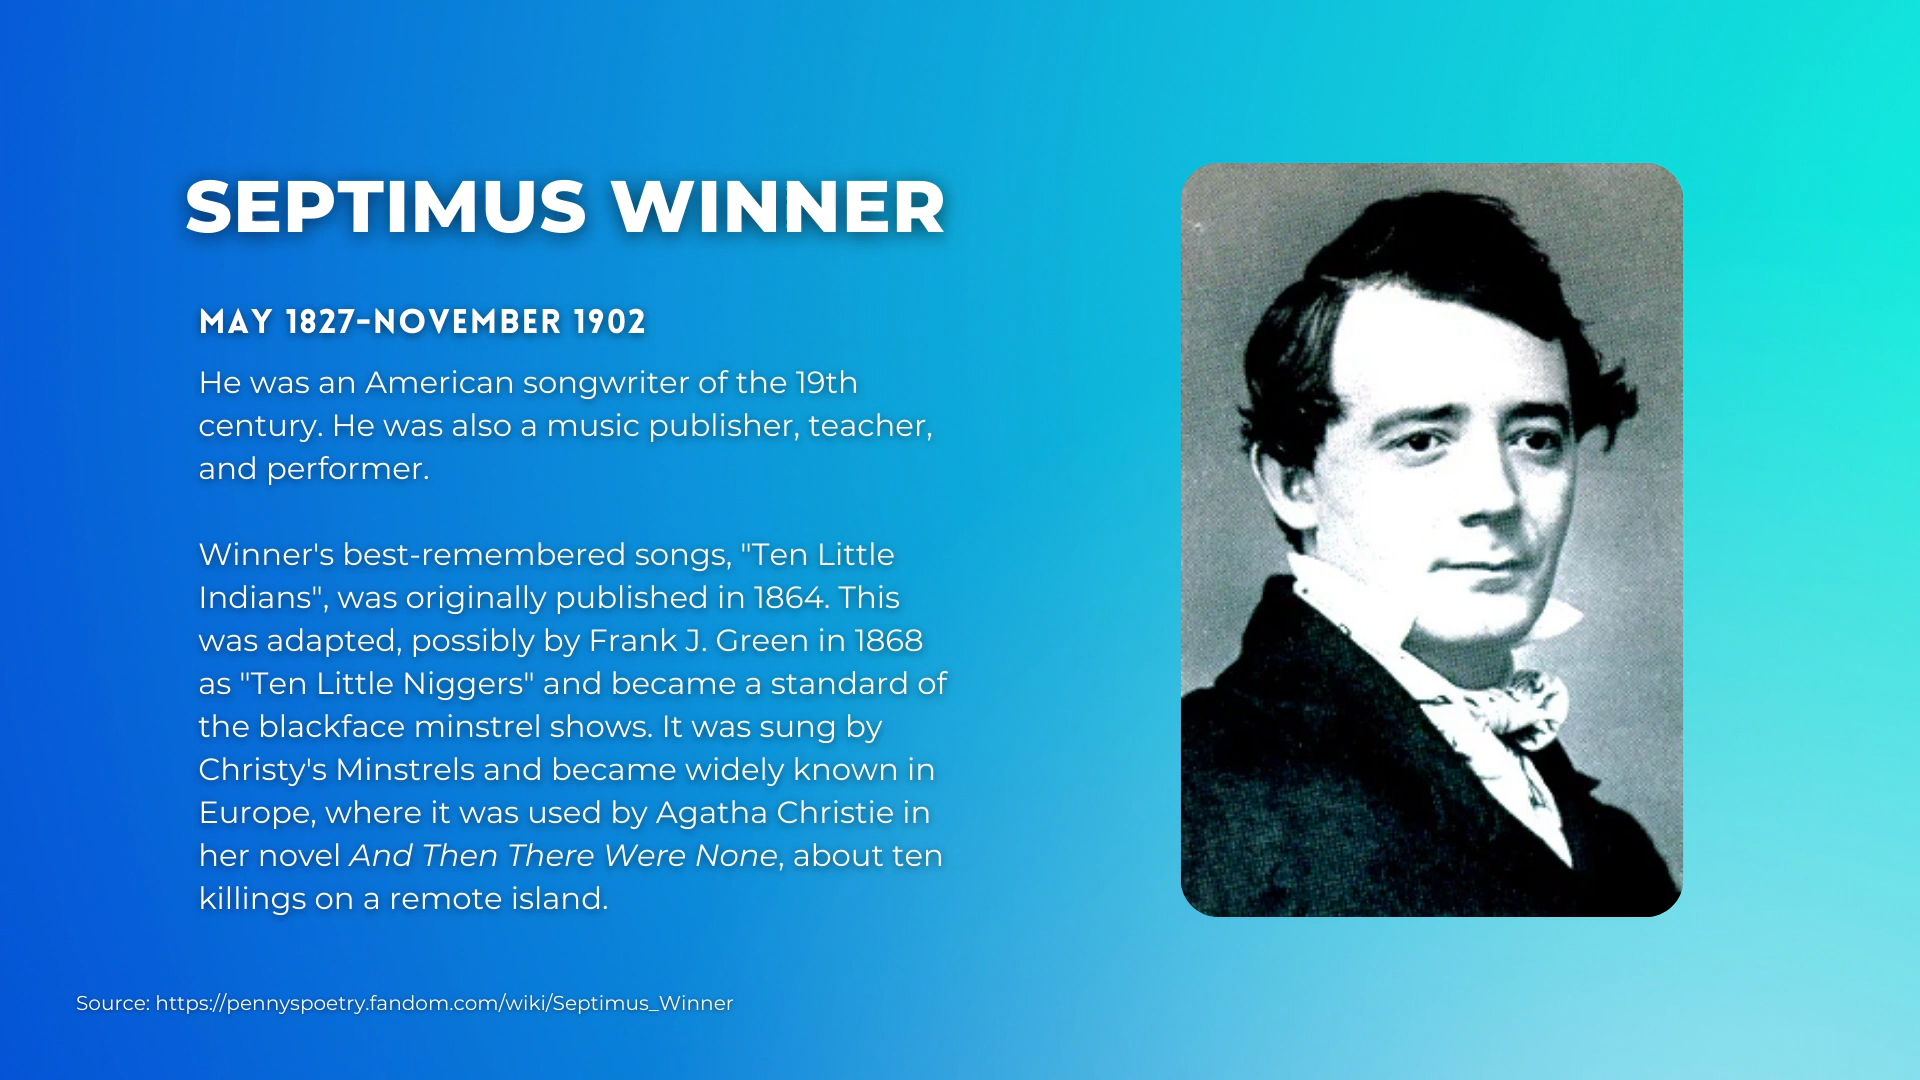 SEPTIMUS WINNER
MAY 1827-NOVEMBER 1902
He was an American songwriter of the 19th
century. He was also a music publisher, teacher,
and performer.
Winner's best-remembered songs, "Ten Little
Indians", was originally published in 1864. This
was adapted, possibly by Frank J. Green in 1868
as "Ten Little Niggers" and became a standard of
the blackface minstrel shows. It was sung by
Christy's Minstrels and became widely known in
Europe, where it was used by Agatha Christie in
her novel And Then There Were None, about ten
killings on a remote island.
Source: https://pennyspoetry.fandom.com/wiki/Septimus_Winner